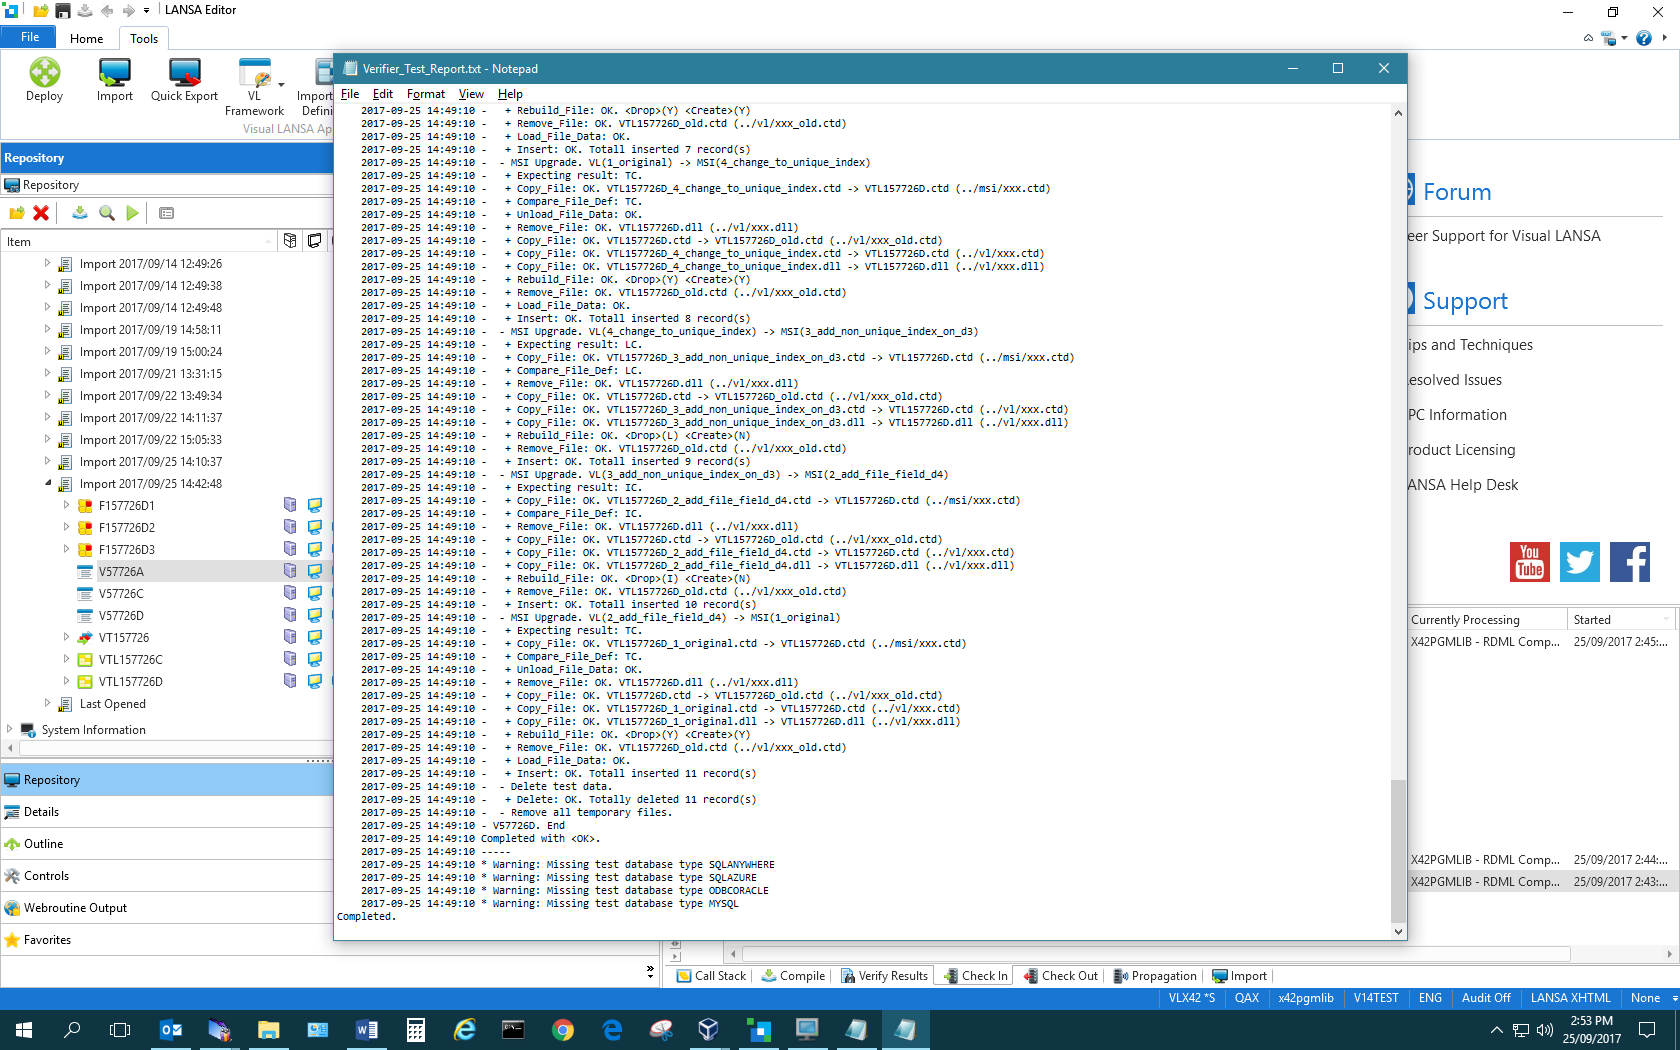 LANSA Editor
File
Home
Tools
Deploy
Import
Quick Export
VL
Framework
Import
Defini
Visual LANSA Ap
Repository
Repository
Item
Import 2017/09/14 12:49:26
Import 2017/09/14 12:49:38
Import 2017/09/14 12:49:48
Import 2017/09/19 14:58:11
Import 2017/09/19 15:00:24
Import 2017/09/21 13:31:15
Import 2017/09/22 13:49:34
Import 2017/09/22 14:11:37
Import 2017/09/22 15:05:33
Import 2017/09/25 14:10:37
Import 2017/09/25 14:42:48
F157726D1
F157726D2
F157726D3
V57726A
V57726C
V57726D
VT157726
VTL157726C
VTL157726D
Last Opened
System Information
Repository
Details
Outline
Controls
Webroutine Output
Favorites
Verifier_Test_Report.txt - Notepad
File Edit Format View Help
2017-09-25 14:49:10 -   + Rebuild_File: OK. <Drop>(Y) <Create>(Y)
2017-09-25 14:49:10 -   + Remove_File: OK. VTL157726D_old.ctd (../vl/xxx_old.ctd)
2017-09-25 14:49:10 -   + Load_File_Data: OK.
2017-09-25 14:49:10 -   + Insert: OK. Totall inserted 7 record(s)
2017-09-25 14:49:10 -  - MSI Upgrade. VL(1_original) -> MSI(4_change_to_unique_index)
2017-09-25 14:49:10 -   + Expecting result: TC.
2017-09-25 14:49:10 -   + Copy_File: OK. VTL157726D_4_change_to_unique_index.ctd -> VTL157726D.ctd (../msi/xxx.ctd)
2017-09-25 14:49:10 -   + Compare_File_Def: TC.
2017-09-25 14:49:10 -   + Unload_File_Data: OK.
2017-09-25 14:49:10 -   + Remove_File: OK. VTL157726D.dll (../vl/xxx.dll)
2017-09-25 14:49:10 -   + Copy_File: OK. VTL157726D.ctd -> VTL157726D_old.ctd (../vl/xxx_old.ctd)
2017-09-25 14:49:10 -   + Copy_File: OK. VTL157726D_4_change_to_unique_index.ctd -> VTL157726D.ctd (../vl/xxx.ctd)
2017-09-25 14:49:10 -   + Copy_File: OK. VTL157726D_4_change_to_unique_index.dll -> VTL157726D.dll (../vl/xxx.dll)
2017-09-25 14:49:10 -   + Rebuild_File: OK. <Drop>(Y) <Create>(Y)
2017-09-25 14:49:10 -   + Remove_File: OK. VTL157726D_old.ctd (../vl/xxx_old.ctd)
2017-09-25 14:49:10 -   + Load_File_Data: OK.
2017-09-25 14:49:10 -   + Insert: OK. Totall inserted 8 record(s)
2017-09-25 14:49:10 -  - MSI Upgrade. VL(4_change_to_unique_index) -> MSI(3_add_non_unique_index_on_d3)
2017-09-25 14:49:10 -   + Expecting result: LC.
2017-09-25 14:49:10 -   + Copy_File: OK. VTL157726D_3_add_non_unique_index_on_d3.ctd -> VTL157726D.ctd (../msi/xxx.ctd)
2017-09-25 14:49:10 -   + Compare_File_Def: LC.
2017-09-25 14:49:10 -   + Remove_File: OK. VTL157726D.dll (../vl/xxx.dll)
2017-09-25 14:49:10 -   + Copy_File: OK. VTL157726D.ctd -> VTL157726D_old.ctd (../vl/xxx_old.ctd)
2017-09-25 14:49:10 -   + Copy_File: OK. VTL157726D_3_add_non_unique_index_on_d3.ctd -> VTL157726D.ctd (../vl/xxx.ctd)
2017-09-25 14:49:10 -   + Copy_File: OK. VTL157726D_3_add_non_unique_index_on_d3.dll -> VTL157726D.dll (../vl/xxx.dll)
2017-09-25 14:49:10 -   + Rebuild_File: OK. <Drop>(L) <Create>(N)
2017-09-25 14:49:10 -   + Remove_File: OK. VTL157726D_old.ctd (../vl/xxx_old.ctd)
2017-09-25 14:49:10 -   + Insert: OK. Totall inserted 9 record(s)
2017-09-25 14:49:10 -  - MSI Upgrade. VL(3_add_non_unique_index_on_d3) -> MSI(2_add_file_field_d4)
2017-09-25 14:49:10 -   + Expecting result: IC.
2017-09-25 14:49:10 -   + Copy_File: OK. VTL157726D_2_add_file_field_d4.ctd -> VTL157726D.ctd (../msi/xxx.ctd)
2017-09-25 14:49:10 -   + Compare_File_Def: IC.
2017-09-25 14:49:10 -   + Remove_File: OK. VTL157726D.dll (../vl/xxx.dll)
2017-09-25 14:49:10 -   + Copy_File: OK. VTL157726D.ctd -> VTL157726D_old.ctd (../vl/xxx_old.ctd)
2017-09-25 14:49:10 -   + Copy_File: OK. VTL157726D_2_add_file_field_d4.ctd -> VTL157726D.ctd (../vl/xxx.ctd)
2017-09-25 14:49:10 -   + Copy_File: OK. VTL157726D_2_add_file_field_d4.dll -> VTL157726D.dll (../vl/xxx.dll)
2017-09-25 14:49:10 -   + Rebuild_File: OK. <Drop>(I) <Create>(N)
2017-09-25 14:49:10 -   + Remove_File: OK. VTL157726D_old.ctd (../vl/xxx_old.ctd)
2017-09-25 14:49:10 -   + Insert: OK. Totall inserted 10 record(s)
2017-09-25 14:49:10 -  - MSI Upgrade. VL(2_add_file_field_d4) -> MSI(1_original)
2017-09-25 14:49:10 -   + Expecting result: TC.
2017-09-25 14:49:10 -   + Copy_File: OK. VTL157726D_1_original.ctd -> VTL157726D.ctd (../msi/xxx.ctd)
2017-09-25 14:49:10 -   + Compare_File_Def: TC.
2017-09-25 14:49:10 -   + Unload_File_Data: OK.
2017-09-25 14:49:10 -   + Remove_File: OK. VTL157726D.dll (../vl/xxx.dll)
2017-09-25 14:49:10 -   + Copy_File: OK. VTL157726D.ctd -> VTL157726D_old.ctd (../vl/xxx_old.ctd)
2017-09-25 14:49:10 -   + Copy_File: OK. VTL157726D_1_original.ctd -> VTL157726D.ctd (../vl/xxx.ctd)
2017-09-25 14:49:10 -   + Copy_File: OK. VTL157726D_1_original.dll -> VTL157726D.dll (../vl/xxx.dll)
2017-09-25 14:49:10 -   + Rebuild_File: OK. <Drop>(Y) <Create>(Y)
2017-09-25 14:49:10 -   + Remove_File: OK. VTL157726D_old.ctd (../vl/xxx_old.ctd)
2017-09-25 14:49:10 -   + Load_File_Data: OK.
2017-09-25 14:49:10 -   + Insert: OK. Totall inserted 11 record(s)
2017-09-25 14:49:10 -  - Delete test data.
2017-09-25 14:49:10 -   + Delete: OK. Totally deleted 11 record(s)
2017-09-25 14:49:10 -  - Remove all temporary files.
2017-09-25 14:49:10 - V57726D. End
2017-09-25 14:49:10 Completed with <OK>.
2017-09-25 14:49:10 -----
2017-09-25 14:49:10 * Warning: Missing test database type SQLANYWHERE
2017-09-25 14:49:10 * Warning: Missing test database type SQLAZURE
2017-09-25 14:49:10 * Warning: Missing test database type ODBCORACLE
2017-09-25 14:49:10 * Warning: Missing test database type MYSQL
Completed.
Forum
eer Support for Visual LANSA
Support
ips and Techniques
esolved Issues
PC Information
roduct Licensing
ANSA Help Desk
You
Tube
Currently Processing
Started
X42PGMLIB - RDML Comp... 25/09/2017 2:45:...
X42PGMLIB - RDML Comp... 25/09/2017 2:44:...
X42PGMLIB - RDML Comp... 25/09/2017 2:43:...
Call Stack
Compile
Verify Results
Check In
Check Out
Propagation
Import
VLX42 *S
QAX
x42pgmlib
V14TEST
ENG
Audit Off
LANSA XHTML
None
2:53 PM
25/09/2017